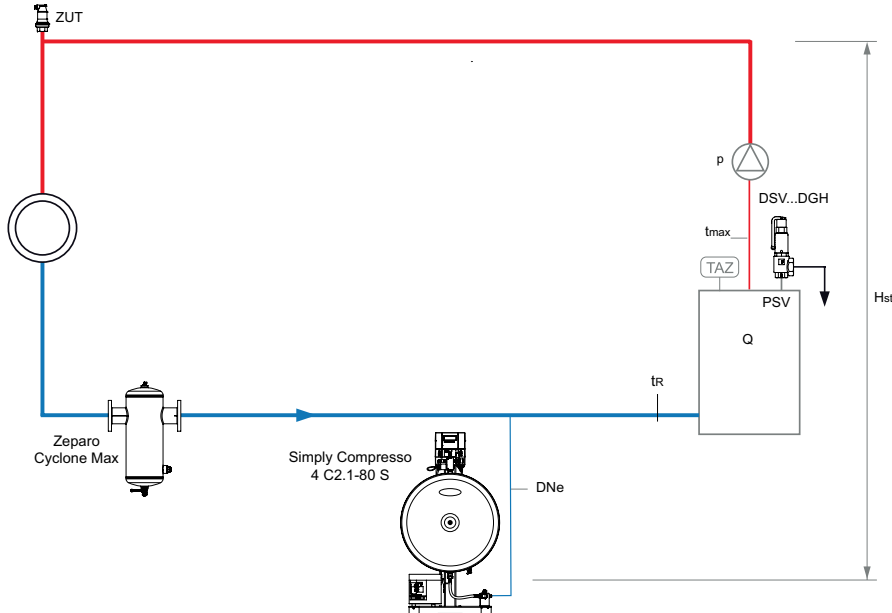 ZUT
p
DSV...DGH
tmax
TAZ
PSV
Hst
Q
tR
Zeparo
Cyclone Max
Simply Compresso
4 C2.1-80 S
DNe